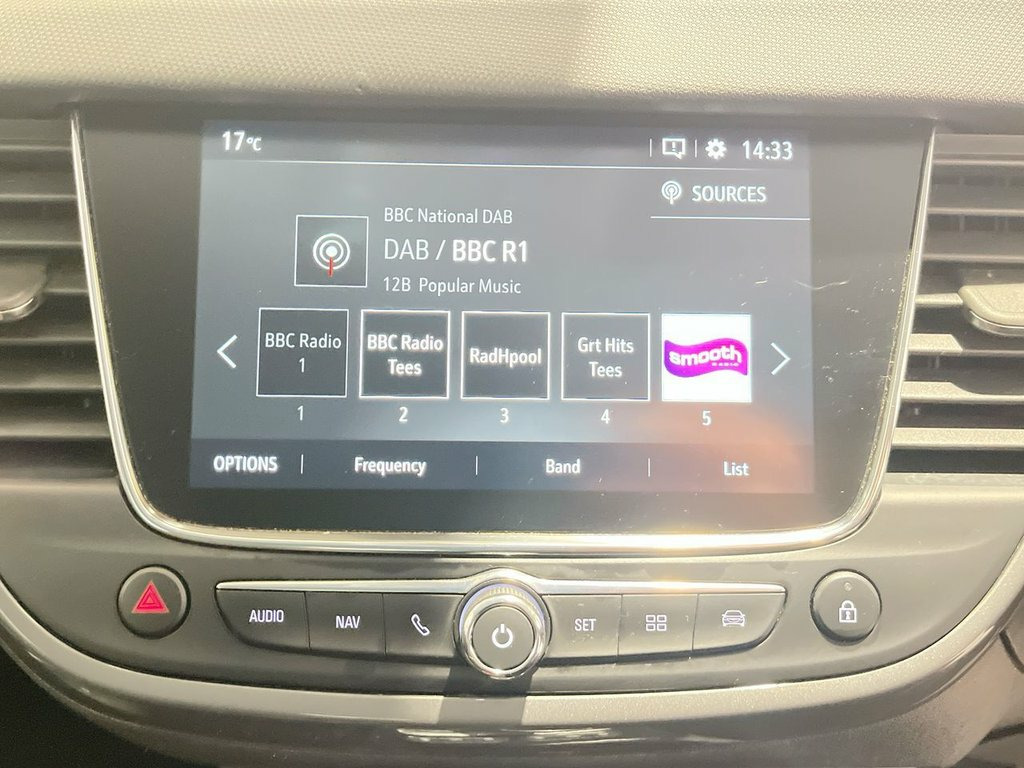 17°C
14:33
SOURCES
BBC National DAB
DAB / BBC R1
12B Popular Music
BBC Radio
1
BBC Radio
Tees
RadHpool
Grt Hits
Tees
smooth
RADIO
1 2 3 4 5
OPTIONS Frequency Band List
AUDIO NAV SET